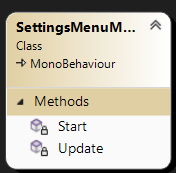 SettingsMenuM...
Class
MonoBehaviour
Methods
Start
Update